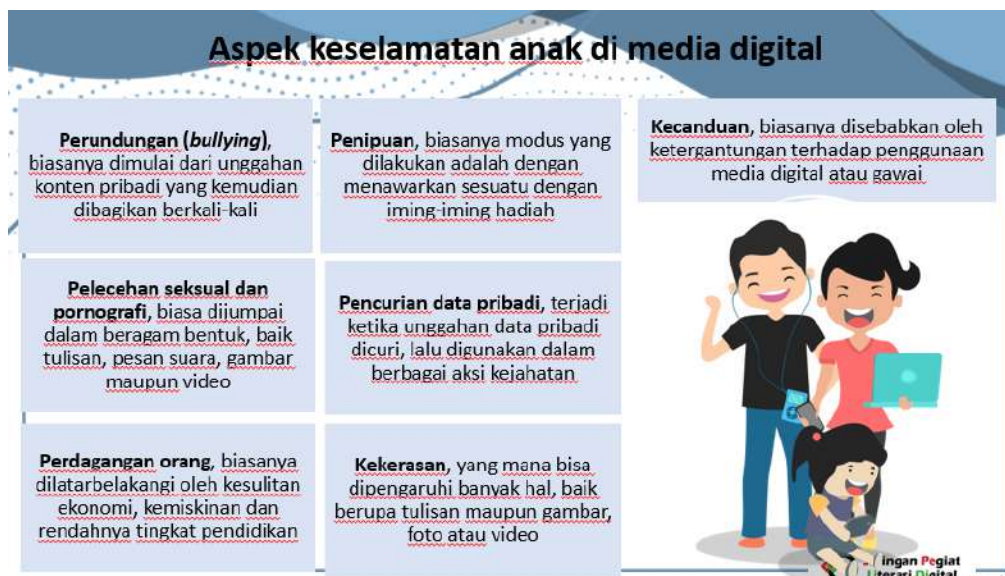 Aspek keselamatan anak di media digital
Perundungan (bullying),
biasanya dimulai dari unggahan
konten pribadi yang kemudian
dibagikan berkali-kali
Penipuan, biasanya modus yang
dilakukan adalah dengan
menawarkan sesuatu dengan
iming-iming hadiah
Kecanduan, biasanya disebabkan oleh
ketergantungan terhadap penggunaan
media digital atau gawai
Pelecehan seksual dan
pornografi, biasa dijumpai
dalam beragam bentuk, baik
tulisan, pesan suara, gambar
maupun video
Pencurian data pribadi, terjadi
ketika unggahan data pribadi
dicuri, lalu digunakan dalam
berbagai aksi kejahatan
Perdagangan orang, biasanya
dilatarbelakangi oleh kesulitan
ekonomi, kemiskinan dan
rendahnya tingkat pendidikan
Kekerasan, yang mana bisa
dipengaruhi banyak hal, baik
berupa tulisan maupun gambar,
foto atau video
ingan Pegiat